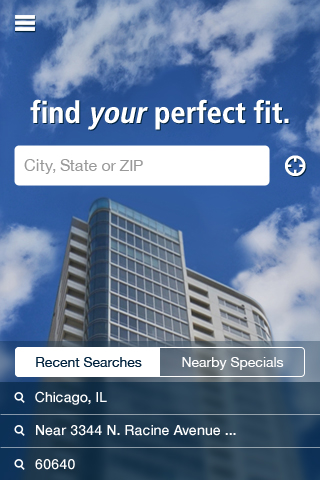 find your perfect fit.
City, State or ZIP
Recent Searches
Nearby Specials
Chicago, IL
Near 3344 N. Racine Avenue ...
60640